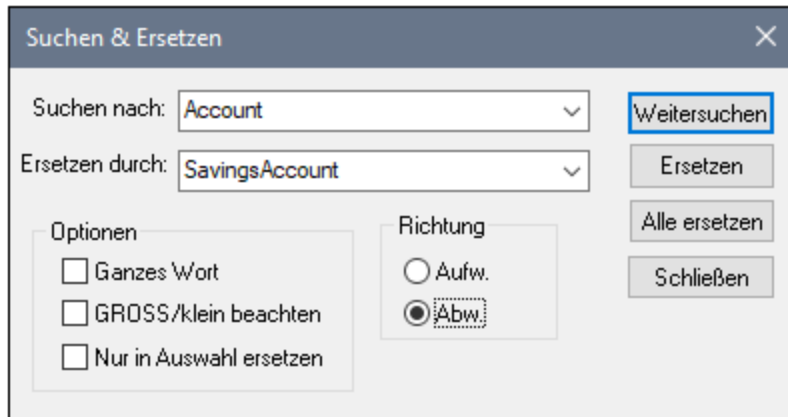 Suchen & Ersetzen
Suchen nach: Account
Weitersuchen
Ersetzen durch: SavingsAccount
Ersetzen
Alle ersetzen
Schließen
Optionen
Ganzes Wort
GROSS/klein beachten
Nur in Auswahl ersetzen
Richtung
Aufw.
Abw.